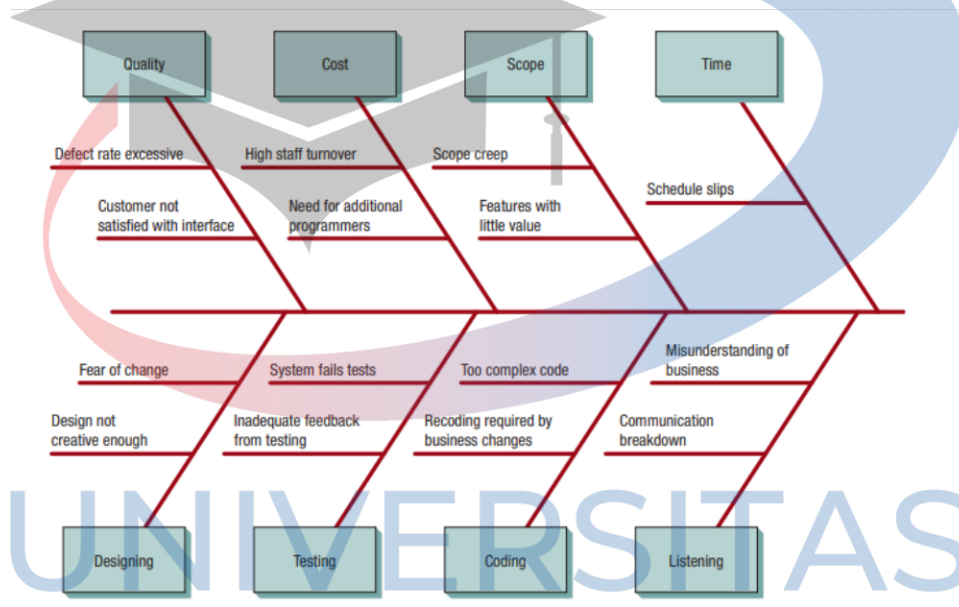 Quality
Cost
Scope
Time
Defect rate excessive
High staff turnover
Scope creep
Schedule slips
Customer not
satisfied with interface
Need for additional
programmers
Features with
little value
Misunderstanding of
business
Fear of change
System fails tests
Too complex code
Design not
creative enough
Inadequate feedback
from testing
Recoding required by
business changes
Communication
breakdown
UNIVERSITAS
Designing
Testing
Coding
Listening